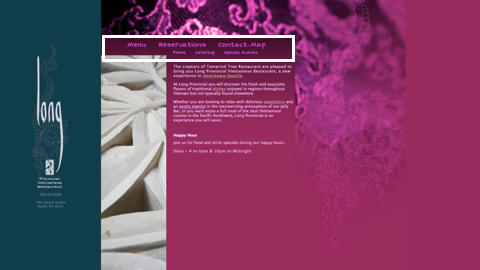 Menu Reservations Contact-Map
Press Catering Special Events
The creators of Tamarind Tree Restaurant are pleased to
bring you Long Provincial Vietnamese Restaurant, a new
experience in downtown Seattle.
At Long Provincial you will discover the fresh and exquisite
flavors of traditional dishes enjoyed in regions throughout
Vietnam but not typically found elsewhere.
Whether you are looking to relax with delicious appetizers and
an exotic martini in the mesmerizing atmosphere of our Jelly
Bar, or you want enjoy a full meal of the best Vietnamese
cuisine in the Pacific Northwest, Long Provincial is an
experience you will savor.
Happy Hour
Join us for food and drink specials during our happy hours.
Daily – 4 to 6pm & 10pm to Midnight
Long
Provincial
Vietnamese
Restaurant